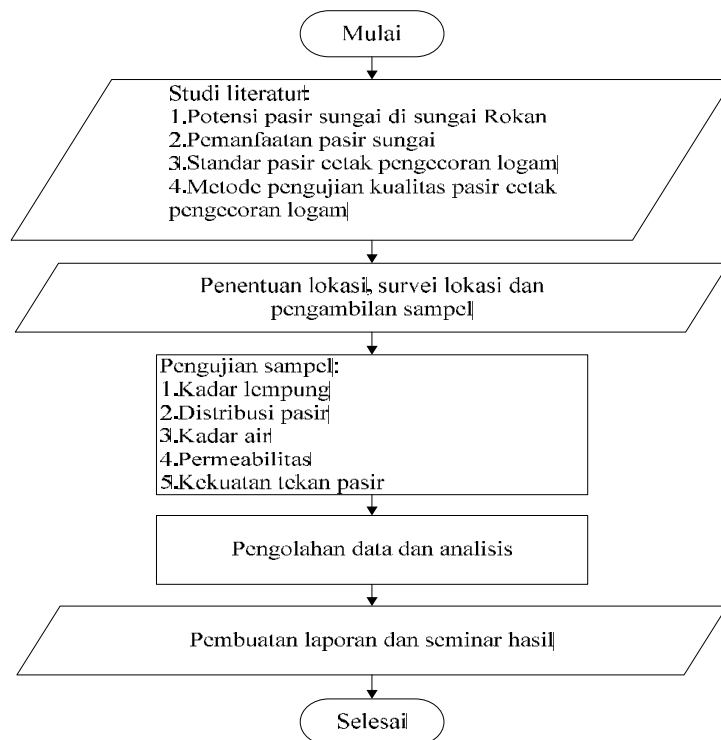 Mulai
Studi literatur:
1.Potensi pasir sungai di sungai Rokan
2.Pemanfaatan pasir sungai
3.Standar pasir cetak pengecoran logam
4.Metode pengujian kualitas pasir cetak
pengecoran logam
Penentuan lokasi, survei lokasi dan
pengambilan sampel
Pengujian sampel:
1.Kadar lempung
2.Distribusi pasir
3.Kadar air
4.Permeabilitas
5.Kekuatan tekan pasir
Pengolahan data dan analisis
Pembuatan laporan dan seminar hasil
Selesai